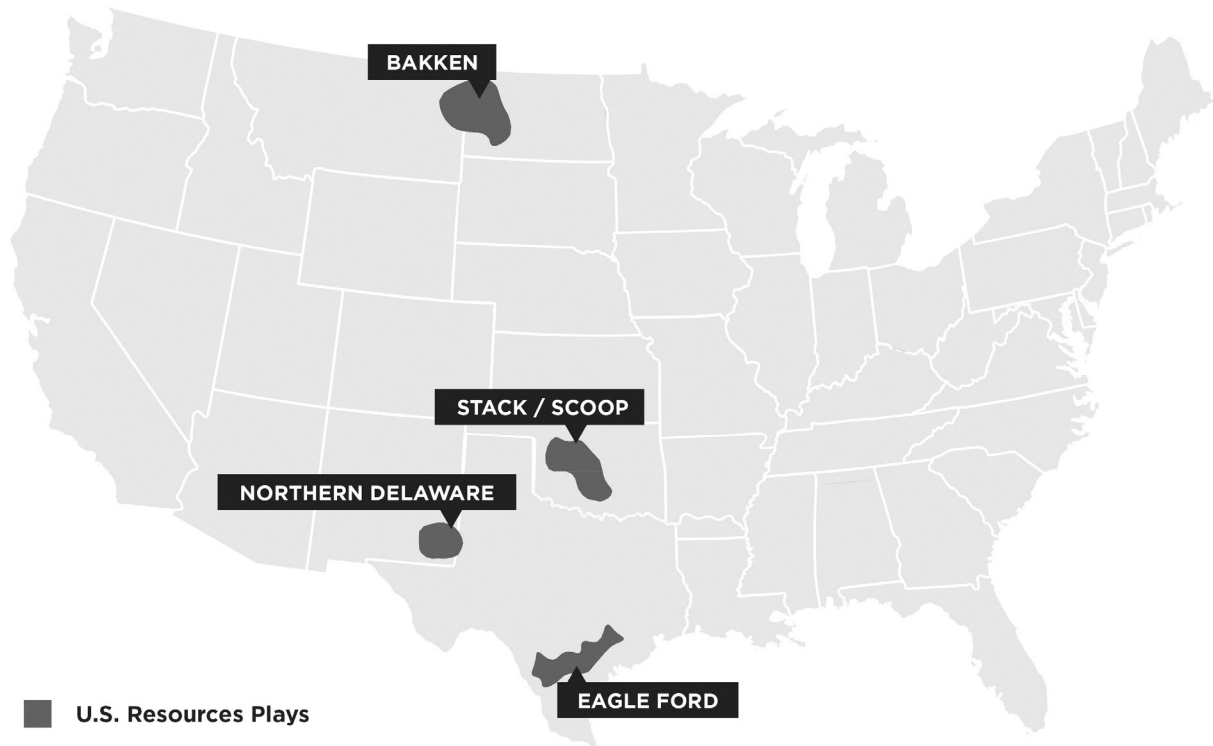 BAKKEN
STACK / SCOOP
NORTHERN DELAWARE
EAGLE FORD
U.S. Resources Plays